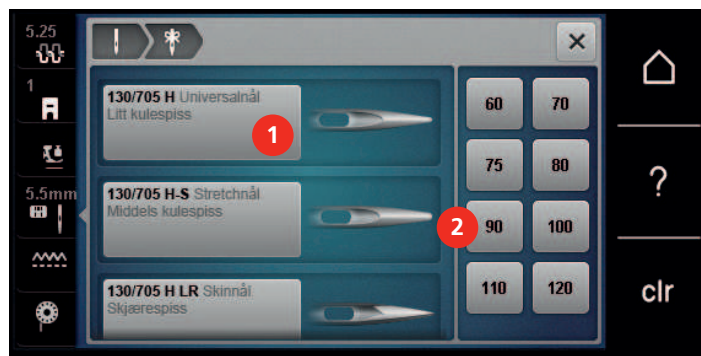 5.25
1
5.5mm
130/705 H Universalnål
Litt kulespiss
1
130/705 H-S Stretchnål
Middels kulespiss
2
130/705 H LR Skinnål
Skjærespiss
60 70
75 80
90 100
110 120
?
clr